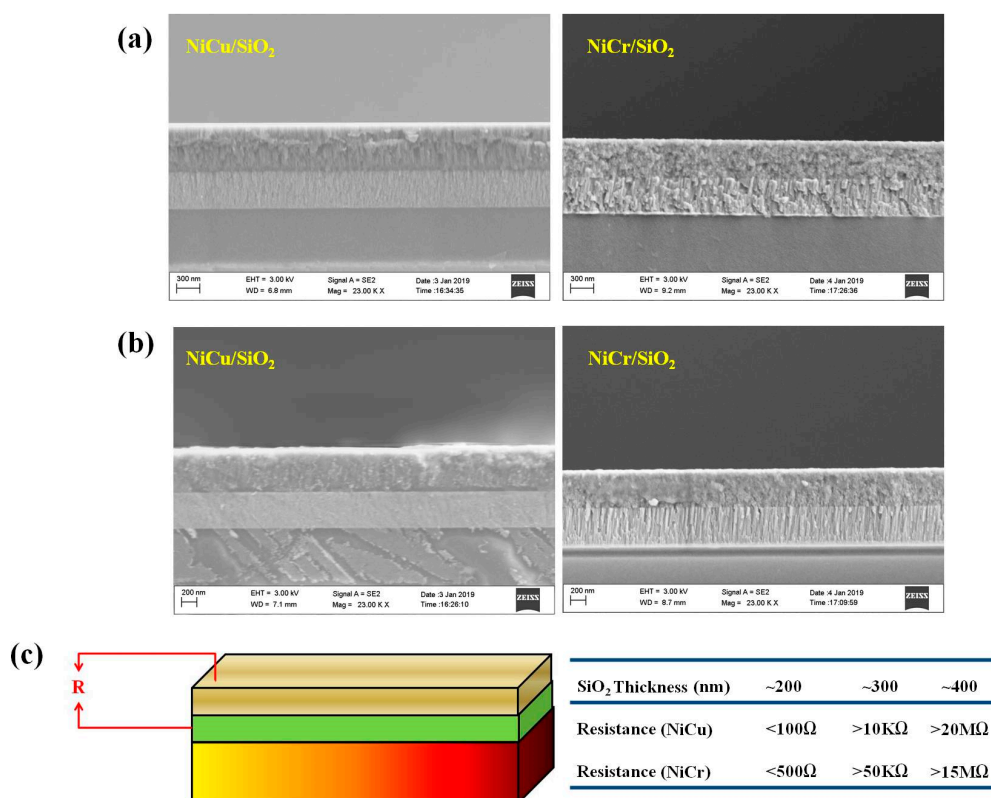 (a)
NiCu/SiO₂
NiCr/SiO₂
300 nm
EHT = 3.00 kV
Signal A = SE2
Date :3 Jan 2019
WD = 6.8 mm
Mag = 23.00 K X
Time :16:34:35
ZEISS
300 nm
EHT = 3.00 kV
Signal A = SE2
Date :4 Jan 2019
WD = 9.2 mm
Mag = 23.00 K X
Time :17:26:36
ZEISS
(b)
NiCu/SiO₂
NiCr/SiO₂
200 nm
EHT = 3.00 kV
Signal A = SE2
Date :3 Jan 2019
WD = 7.1 mm
Mag = 23.00 K X
Time :16:26:10
ZEISS
200 nm
EHT = 3.00 kV
Signal A = SE2
Date :4 Jan 2019
WD = 8.7 mm
Mag = 23.00 K X
Time :17:09:59
ZEISS
(c)
R
SiO₂ Thickness (nm) ~200 ~300 ~400
Resistance (NiCu) <100Ω >10KΩ >20MΩ
Resistance (NiCr) <500Ω >50KΩ >15MΩ